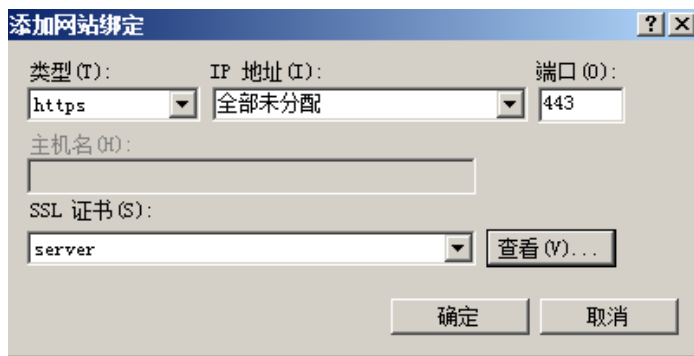 添加网站绑定
类型(T): IP 地址(I): 端口(O):
https 全部未分配 443
主机名(H):
SSL 证书(S):
server 查看(V)...
确定 取消